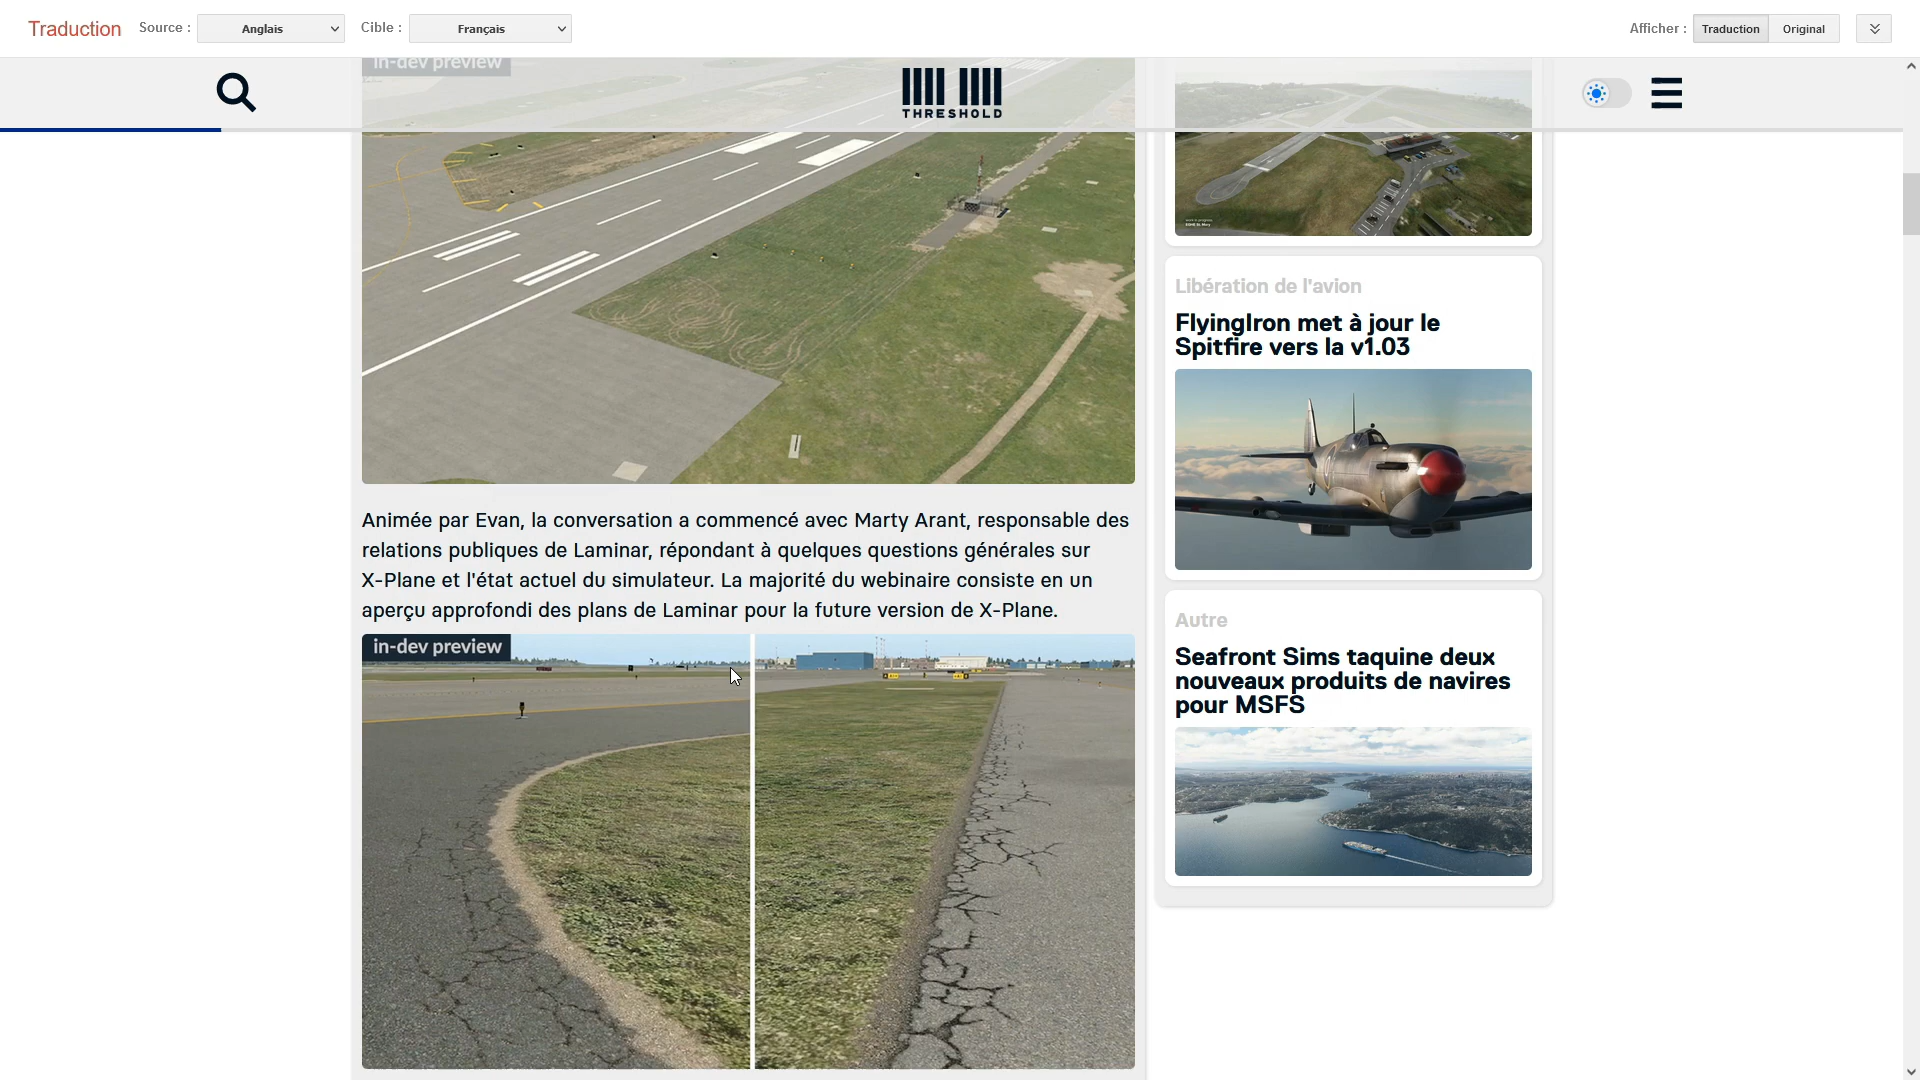 Traduction
Source :
Anglais
Cible :
Français
Afficher :
Traduction
Original
in-dev preview
THRESHOLD
Animée par Evan, la conversation a commencé avec Marty Arant, responsable des
relations publiques de Laminar, répondant à quelques questions générales sur
X-Plane et l'état actuel du simulateur. La majorité du webinaire consiste en un
aperçu approfondi des plans de Laminar pour la future version de X-Plane.
in-dev preview
Libération de l'avion
FlyingIron met à jour le
Spitfire vers la v1.03
Autre
Seafront Sims taquine deux
nouveaux produits de navires
pour MSFS